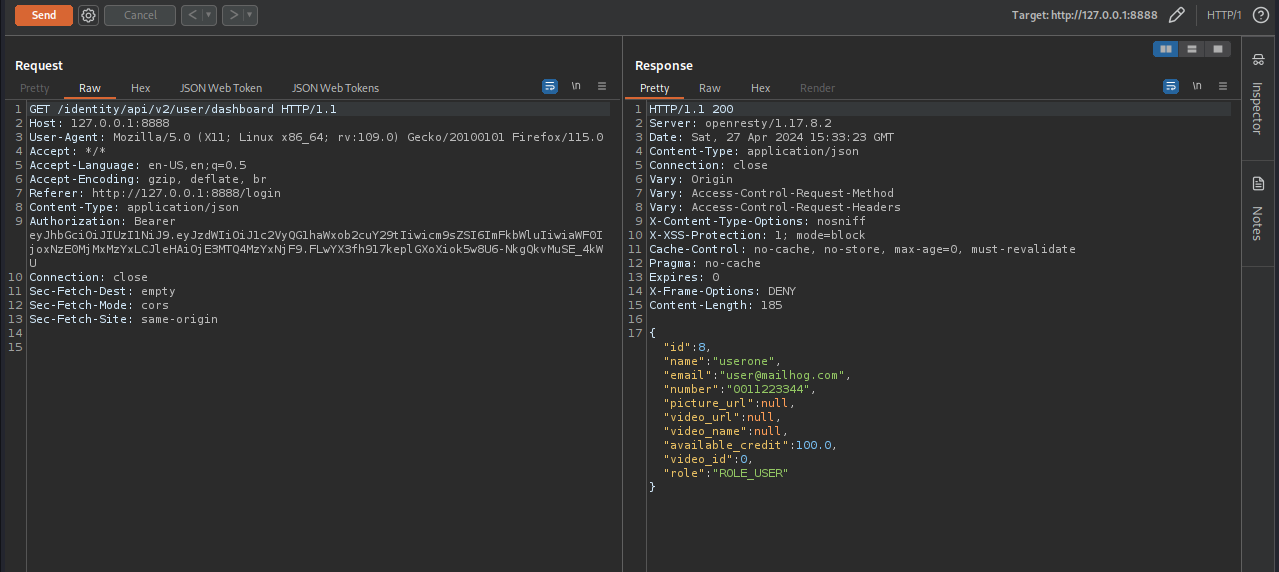 Send Cancel < > Target: http://127.0.0.1:8888 HTTP/1
Request
Pretty Raw Hex JSON Web Token JSON Web Tokens \n
1 GET /identity/api/v2/user/dashboard HTTP/1.1
2 Host: 127.0.0.1:8888
3 User-Agent: Mozilla/5.0 (X11; Linux x86_64; rv:109.0) Gecko/20100101 Firefox/115.0
4 Accept: */*
5 Accept-Language: en-US,en;q=0.5
6 Accept-Encoding: gzip, deflate, br
7 Referer: http://127.0.0.1:8888/login
8 Content-Type: application/json
9 Authorization: Bearer
eyJhbGciOiJIUzI1NiJ9.eyJzdWIiOiJ1c2VyQG1haWxob2cuY29tIiwicm9sZSI6ImFkbWluIiwiaWF0I
joxNzE0MjMxMzYxLCJleHAiOjE3MTQ4MzYxNjF9.FLwYX3fh9l7keplGXoXiok5w8U6-NkgQkvMuSE_4kW
U
10 Connection: close
11 Sec-Fetch-Dest: empty
12 Sec-Fetch-Mode: cors
13 Sec-Fetch-Site: same-origin
14
15
Response
Pretty Raw Hex Render \n
1 HTTP/1.1 200
2 Server: openresty/1.17.8.2
3 Date: Sat, 27 Apr 2024 15:33:23 GMT
4 Content-Type: application/json
5 Connection: close
6 Vary: Origin
7 Vary: Access-Control-Request-Method
8 Vary: Access-Control-Request-Headers
9 X-Content-Type-Options: nosniff
10 X-XSS-Protection: 1; mode=block
11 Cache-Control: no-cache, no-store, max-age=0, must-revalidate
12 Pragma: no-cache
13 Expires: 0
14 X-Frame-Options: DENY
15 Content-Length: 185
16
17 {
"id":8,
"name":"userone",
"email":"user@mailhog.com",
"number":"0011223344",
"picture_url":null,
"video_url":null,
"video_name":null,
"available_credit":100.0,
"video_id":0,
"role":"ROLE_USER"
}
Inspector
Notes